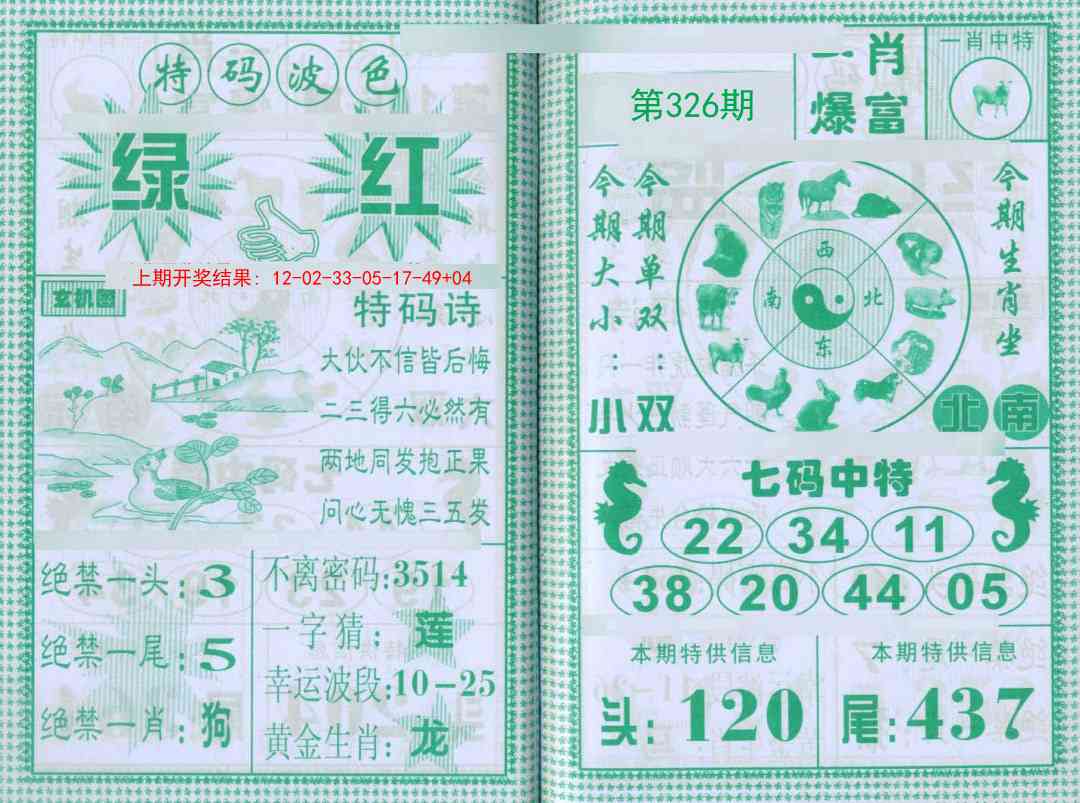 特码波色
绿 红
上期开奖结果: 12-02-33-05-17-49+04
玄机图
特码诗
大伙不信皆后悔
二三得六必然有
两地同发抱正果
问心无愧三五发
绝禁一头:3
绝禁一尾:5
绝禁一肖:狗
不离密码:3514
一字猜:莲
幸运波段:10-25
黄金生肖:龙
第326期
一肖
爆富
一肖中特
今期大小:小
今期单双:双
西
南 北
东
今期生肖坐
北南
七码中特
22 34 11
38 20 44 05
本期特供信息
头:120
本期特供信息
尾:437